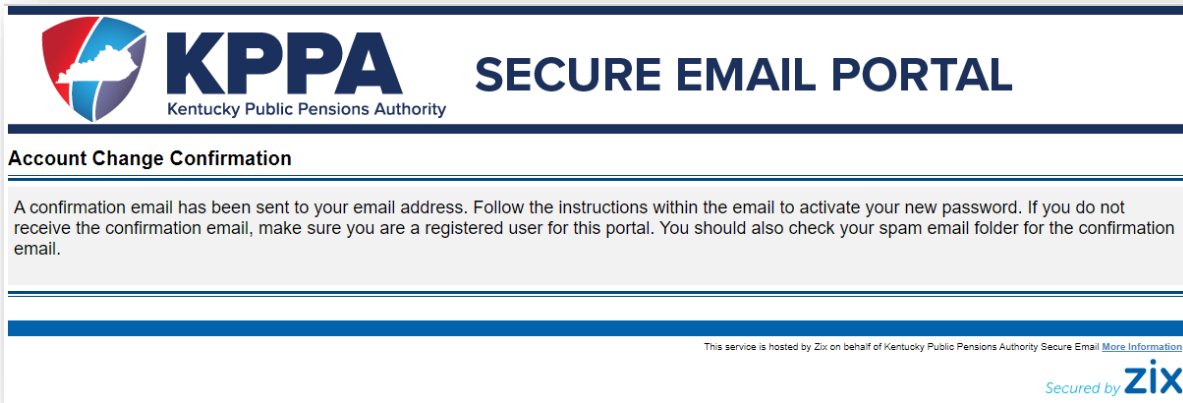 KPPA
Kentucky Public Pensions Authority
SECURE EMAIL PORTAL
Account Change Confirmation
A confirmation email has been sent to your email address. Follow the instructions within the email to activate your new password. If you do not
receive the confirmation email, make sure you are a registered user for this portal. You should also check your spam email folder for the confirmation
email.
This service is hosted by Zix on behalf of Kentucky Public Pensions Authority Secure Email More Information
Secured by zix